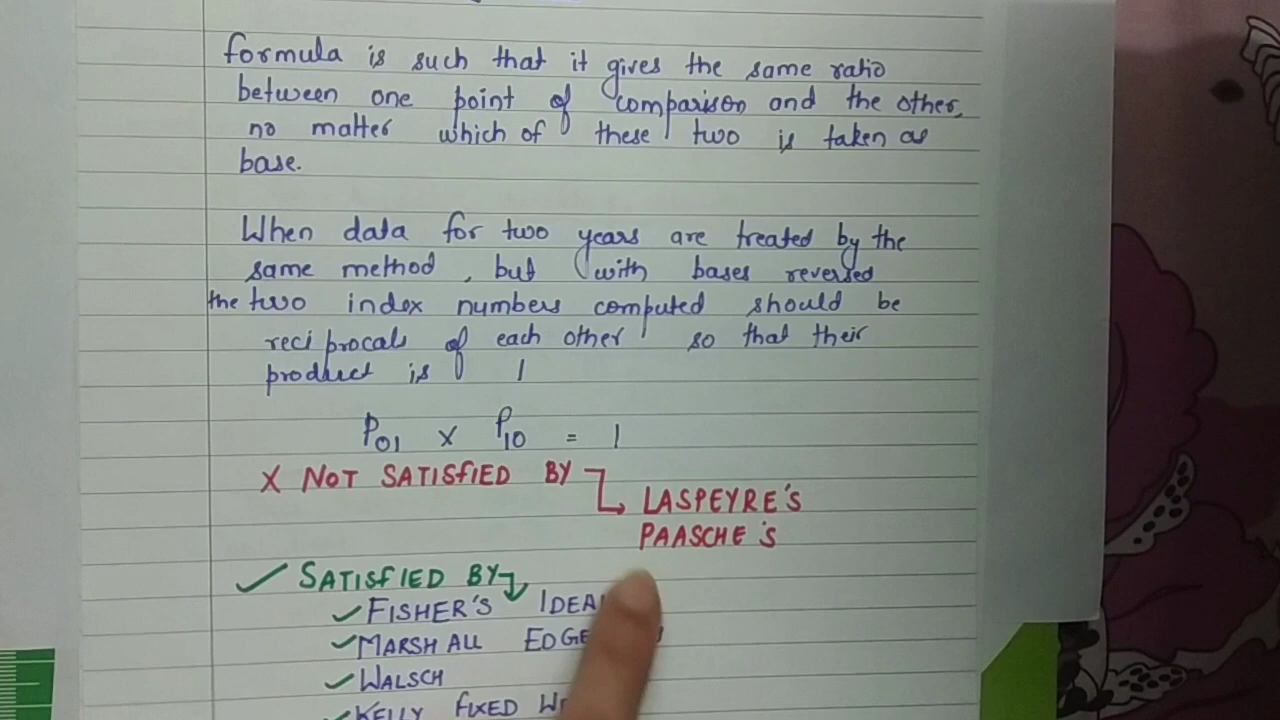 formula is such that it gives the same ratio
between one point of comparison and the other,
no matter which of these two is taken as
base.
When data for two years are treated by the
same method, but with bases reversed
the two index numbers computed should be
reciprocals of each other so that their
product is 1
P01 x P10 = 1
X NOT SATISFIED BY
LASPEYRE'S
PAASCHE'S
✓ SATISFIED BY
✓ FISHER'S
✓ MARSHALL
✓ WALSCH
✓ KELLY FIXED